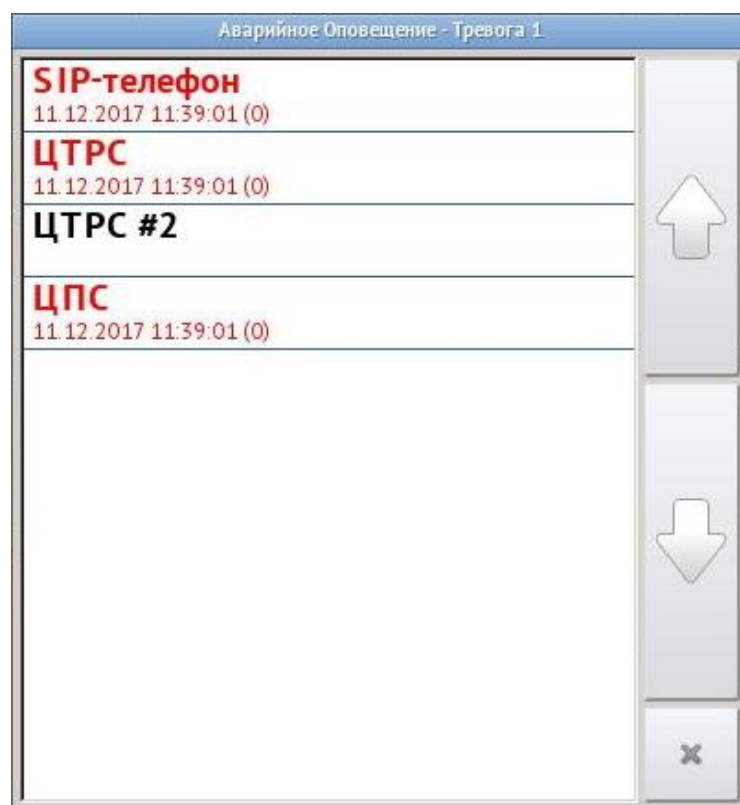 Аварийное Оповещение - Тревога 1
SIP-телефон
11.12.2017 11:39:01 (0)
ЦТРС
11.12.2017 11:39:01 (0)
ЦТРС #2
ЦПС
11.12.2017 11:39:01 (0)